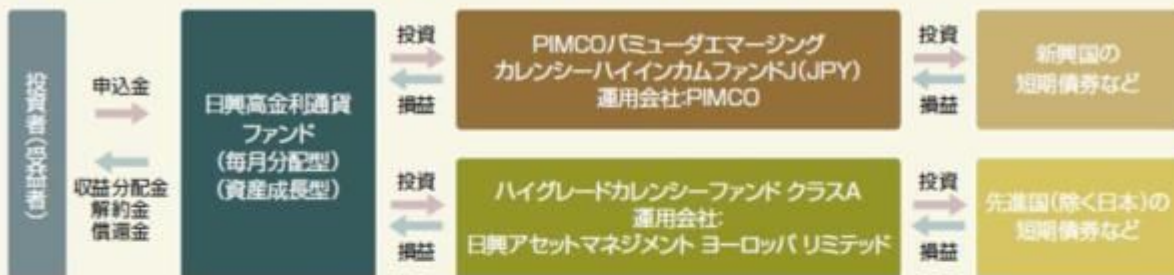 投資者(受益者)
申込金
収益分配金
解約金
償還金
日興高金利通貨
ファンド
(毎月分配型)
(資産成長型)
投資
損益
PIMCOバミューダエマージング
カレンシーハイインカムファンドJ(JPY)
運用会社:PIMCO
投資
損益
新興国の
短期債券など
投資
損益
ハイグレードカレンシーファンド クラスA
運用会社:
日興アセットマネジメント ヨーロッパ リミテッド
投資
損益
先進国(除く日本)の
短期債券など